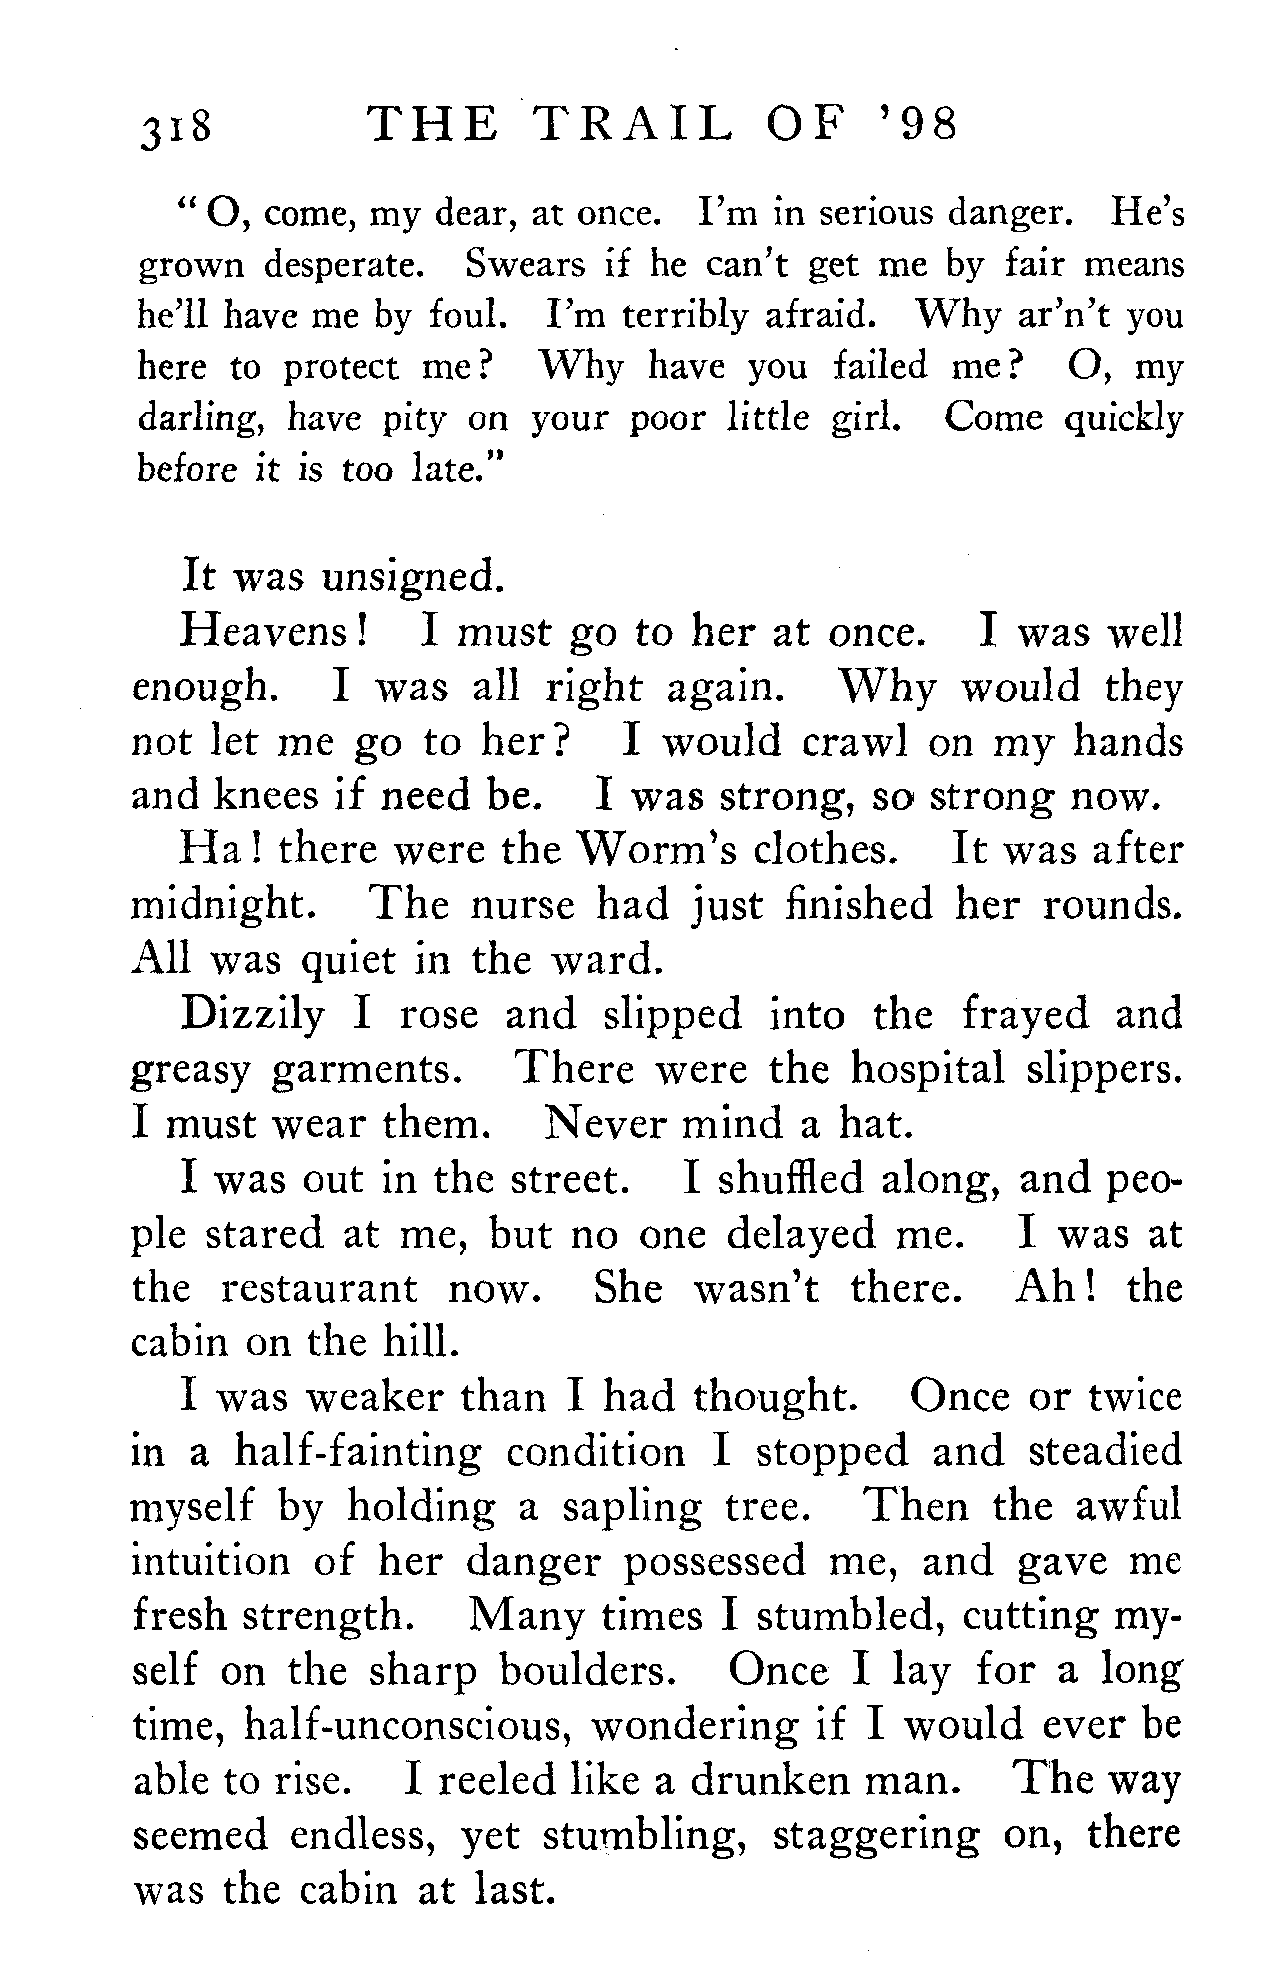 318 THE TRAIL OF '98
"O, come, my dear, at once. I'm in serious danger. He's
grown desperate. Swears if he can't get me by fair means
he'll have me by foul. I'm terribly afraid. Why ar'n't you
here to protect me? Why have you failed me? O, my
darling, have pity on your poor little girl. Come quickly
before it is too late."
It was unsigned.
Heavens! I must go to her at once. I was well
enough. I was all right again. Why would they
not let me go to her? I would crawl on my hands
and knees if need be. I was strong, so strong now.
Ha! there were the Worm's clothes. It was after
midnight. The nurse had just finished her rounds.
All was quiet in the ward.
Dizzily I rose and slipped into the frayed and
greasy garments. There were the hospital slippers.
I must wear them. Never mind a hat.
I was out in the street. I shuffled along, and peo-
ple stared at me, but no one delayed me. I was at
the restaurant now. She wasn't there. Ah! the
cabin on the hill.
I was weaker than I had thought. Once or twice
in a half-fainting condition I stopped and steadied
myself by holding a sapling tree. Then the awful
intuition of her danger possessed me, and gave me
fresh strength. Many times I stumbled, cutting my-
self on the sharp boulders. Once I lay for a long
time, half-unconscious, wondering if I would ever be
able to rise. I reeled like a drunken man. The way
seemed endless, yet stumbling, staggering on, there
was the cabin at last.